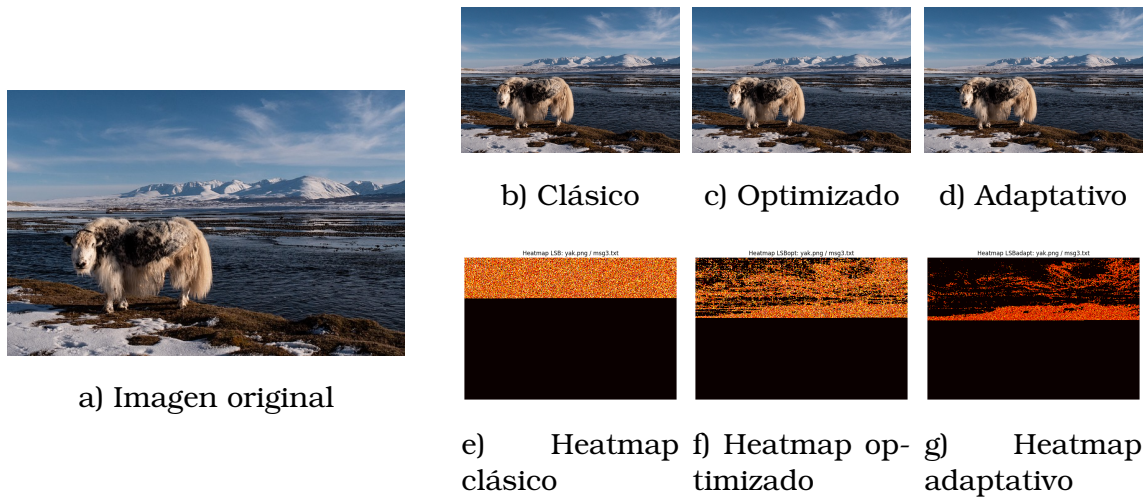 a) Imagen original
b) Clásico
c) Optimizado
d) Adaptativo
Heatmap LSB: yak.png / msg3.txt
Heatmap LSBopt: yak.png / msg3.txt
Heatmap LSBadapt: yak.png / msg3.txt
e) Heatmap
clásico
f) Heatmap op-
timizado
g) Heatmap
adaptativo